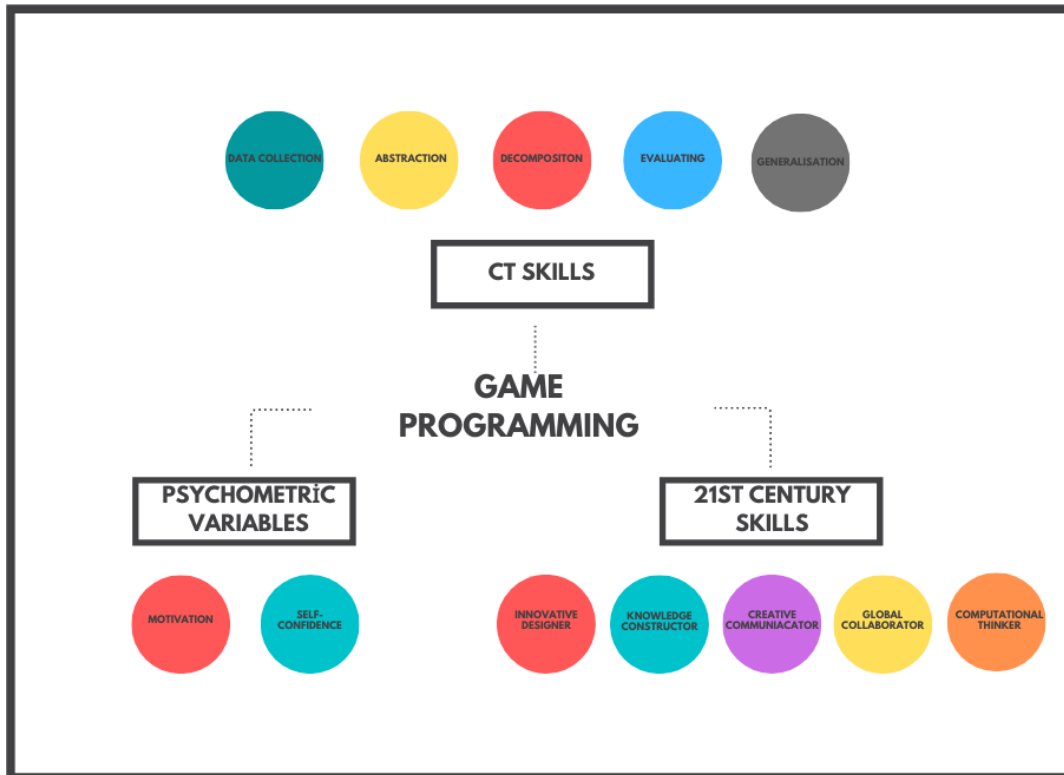 DATA COLLECTION
ABSTRACTION
DECOMPOSITON
EVALUATING
GENERALISATION
CT SKILLS
GAME
PROGRAMMING
PSYCHOMETRİC
VARIABLES
21ST CENTURY
SKILLS
MOTIVATION
SELF-
CONFIDENCE
INNOVATIVE
DESIGNER
KNOWLEDGE
CONSTRUCTOR
CREATIVE
COMMUNIACATOR
GLOBAL
COLLABORATOR
COMPUTATIONAL
THINKER